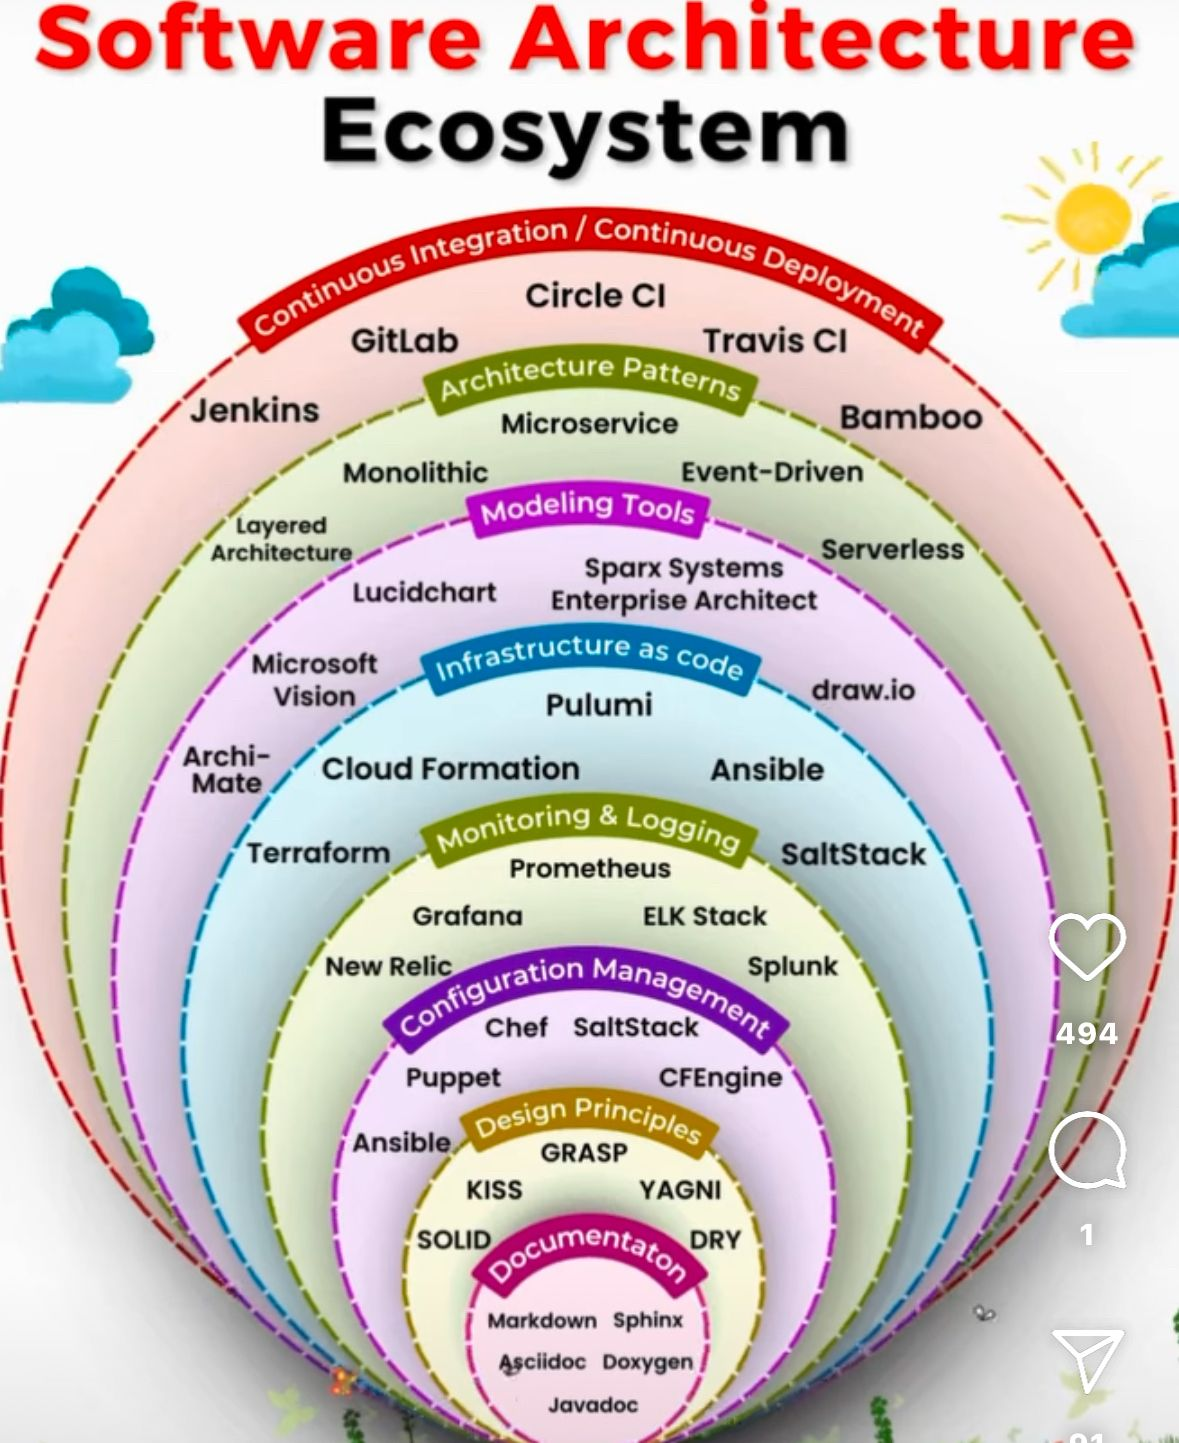 Software Architecture
Ecosystem
Continuous Integration / Continuous Deployment
Circle CI
GitLab
Travis CI
Jenkins
Bamboo
Architecture Patterns
Microservice
Monolithic
Event-Driven
Layered
Architecture
Serverless
Modeling Tools
Lucidchart
Sparx Systems
Enterprise Architect
Microsoft
Vision
draw.io
Archi-
Mate
Infrastructure as code
Pulumi
Cloud Formation
Ansible
Terraform
SaltStack
Monitoring & Logging
Prometheus
Grafana
ELK Stack
New Relic
Splunk
Configuration Management
Chef
SaltStack
Puppet
CFEngine
Ansible
Design Principles
GRASP
KISS
YAGNI
SOLID
DRY
Documentaton
Markdown
Sphinx
Asciidoc
Doxygen
Javadoc
494
1